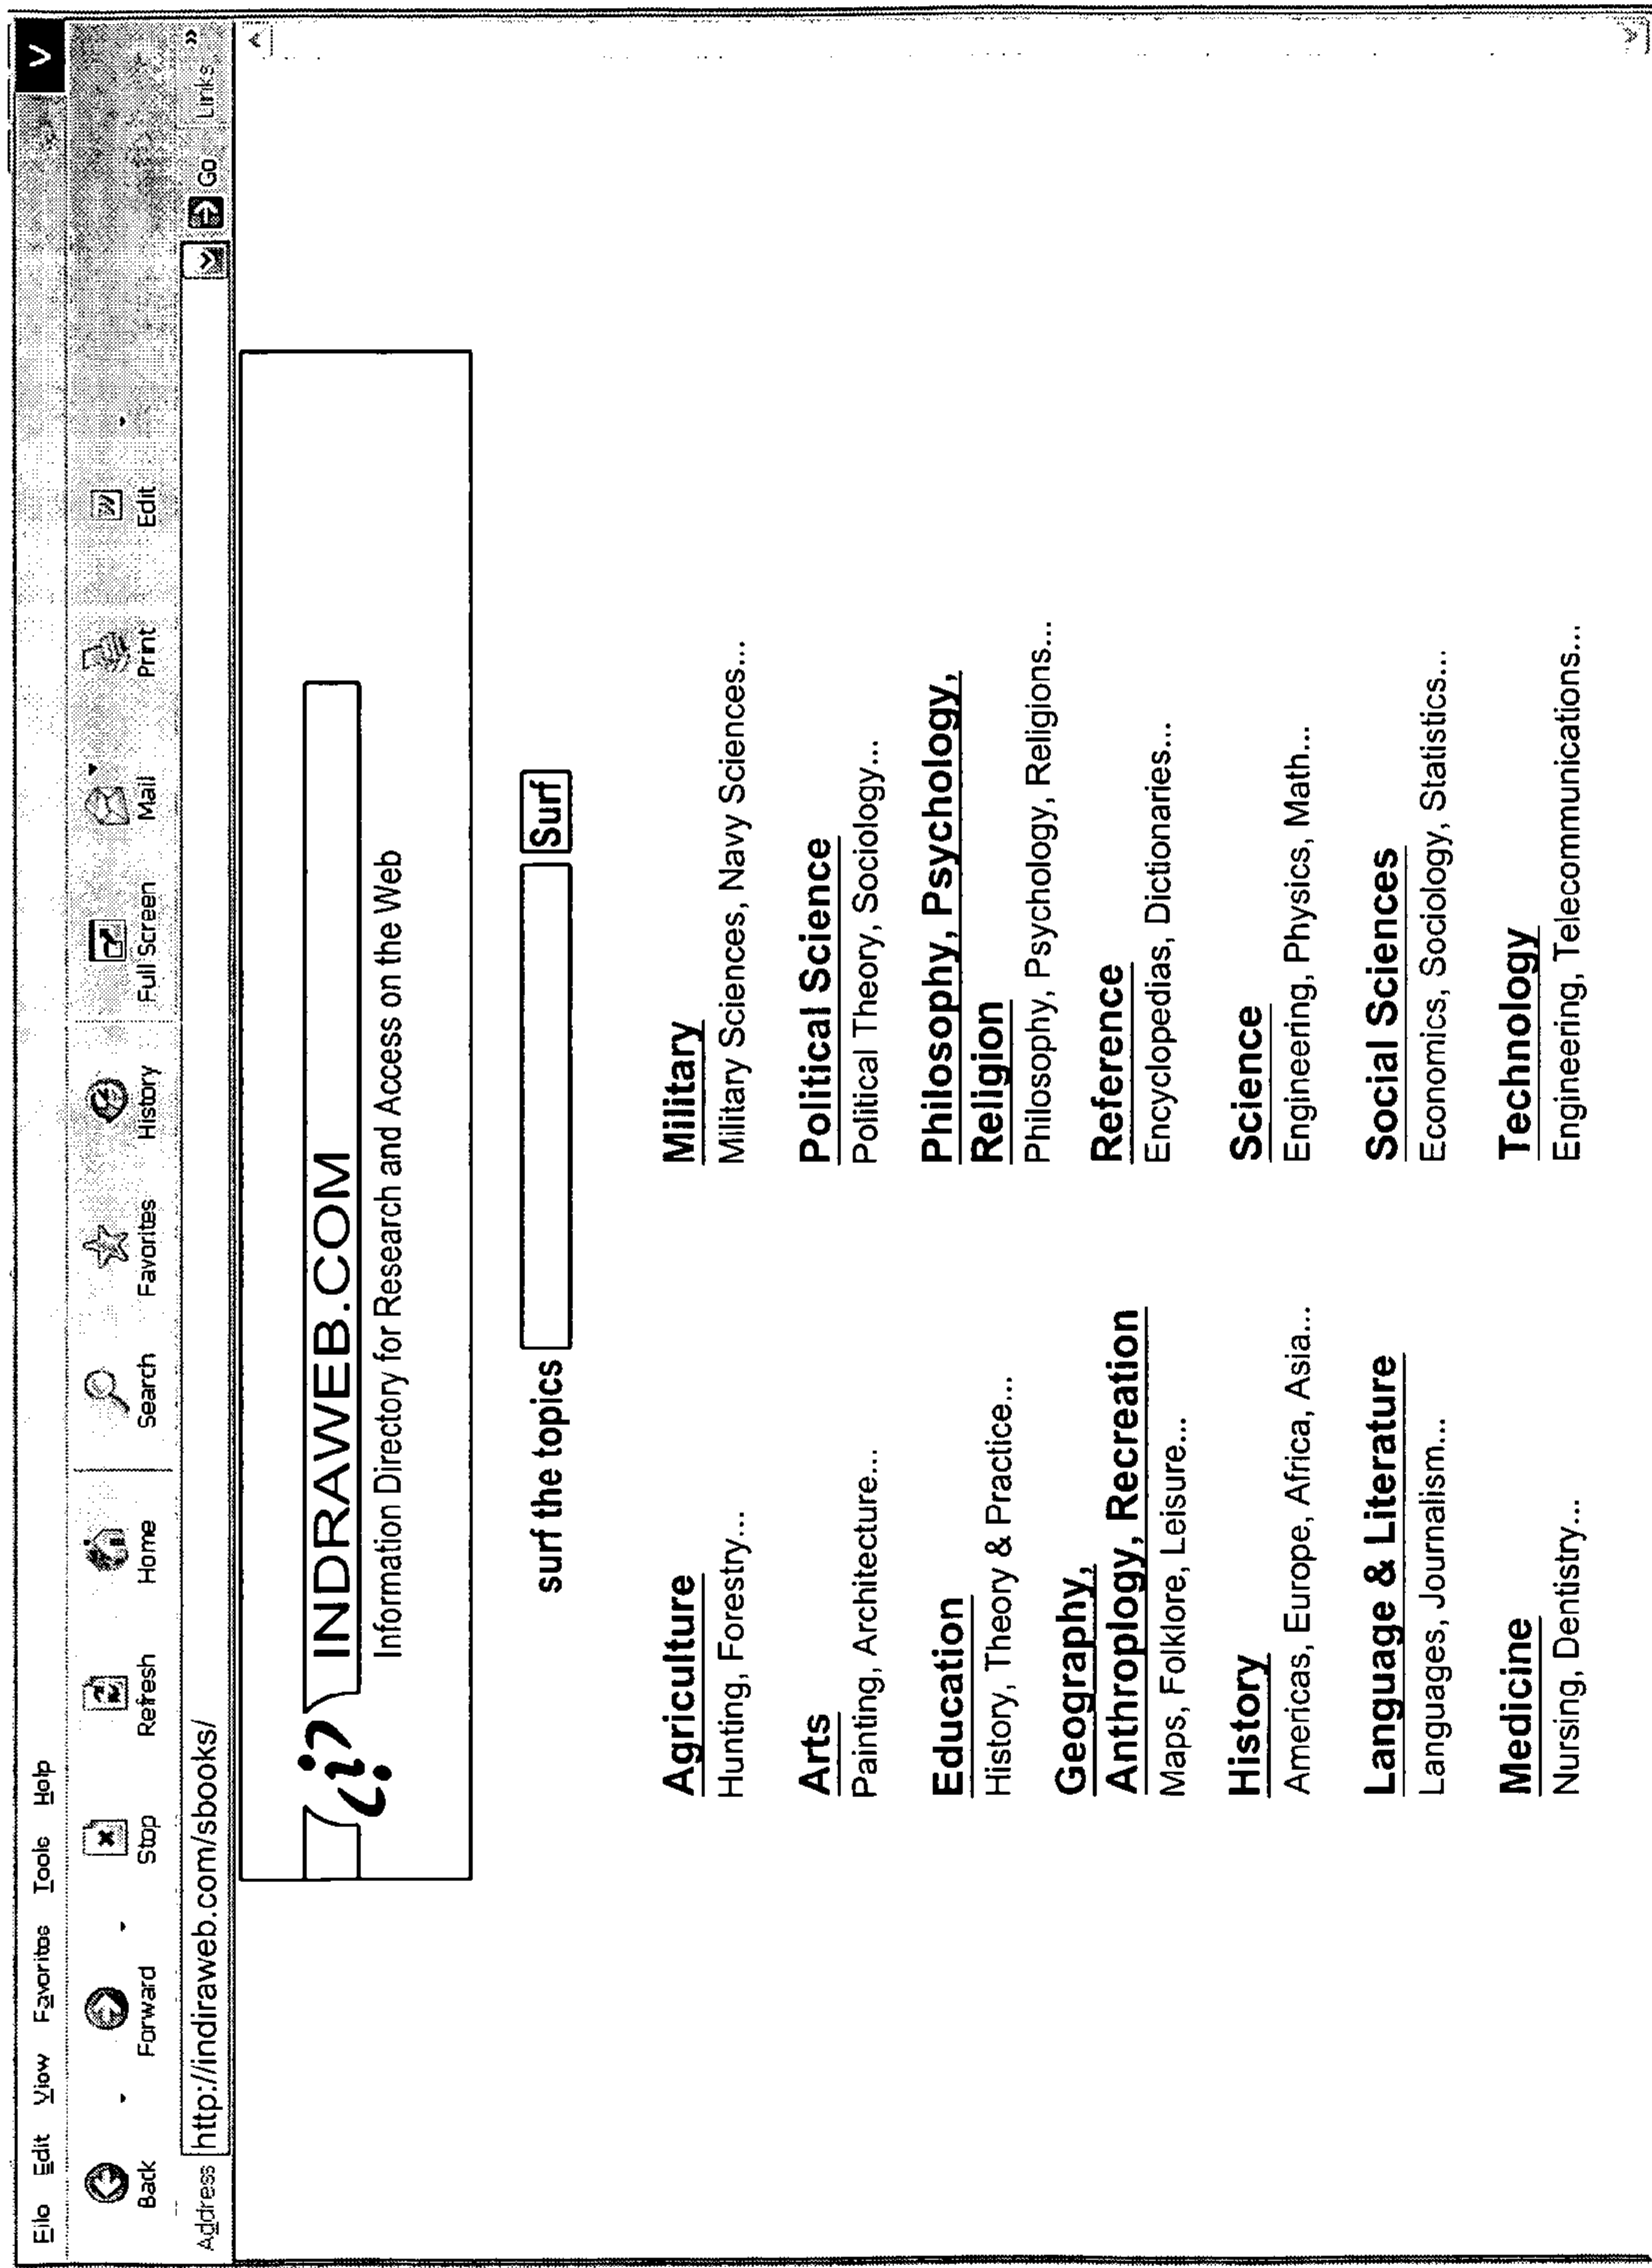 File Edit View Favorites Tools Help
Back Forward Stop Refresh Home Search Favorites History Full Screen Mail Print Edit
Address http://indiraweb.com/sbooks/ Go Links »
¿i? INDRAWEB.COM
Information Directory for Research and Access on the Web
surf the topics Surf
Agriculture
Hunting, Forestry...
Arts
Painting, Architecture...
Education
History, Theory & Practice...
Geography,
Anthroplogy, Recreation
Maps, Folklore, Leisure...
History
Americas, Europe, Africa, Asia...
Language & Literature
Languages, Journalism...
Medicine
Nursing, Dentistry...
Military
Military Sciences, Navy Sciences...
Political Science
Political Theory, Sociology...
Philosophy, Psychology,
Religion
Philosophy, Psychology, Religions...
Reference
Encyclopedias, Dictionaries...
Science
Engineering, Physics, Math...
Social Sciences
Economics, Sociology, Statistics...
Technology
Engineering, Telecommunications...